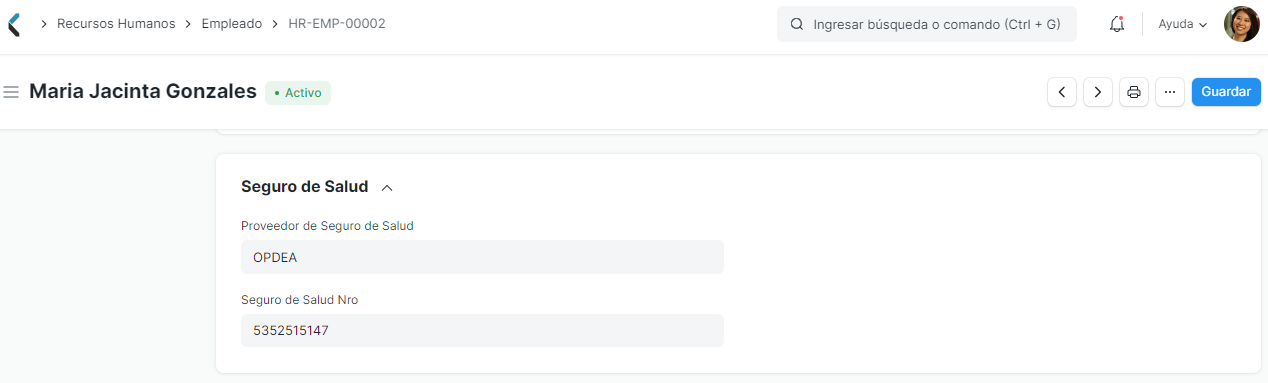 Recursos Humanos
Empleado
HR-EMP-00002
Ingresar búsqueda o comando (Ctrl + G)
Ayuda
Maria Jacinta Gonzales
Activo
Guardar
Seguro de Salud
Proveedor de Seguro de Salud
OPDEA
Seguro de Salud Nro
5352515147